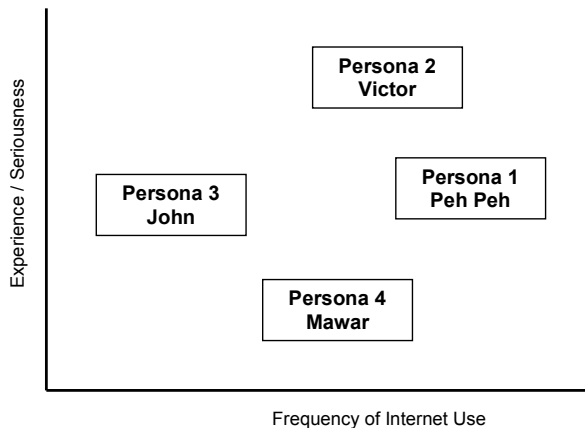 Persona 2
Victor
Persona 1
Peh Peh
Persona 3
John
Persona 4
Mawar
Experience / Seriousness
Frequency of Internet Use